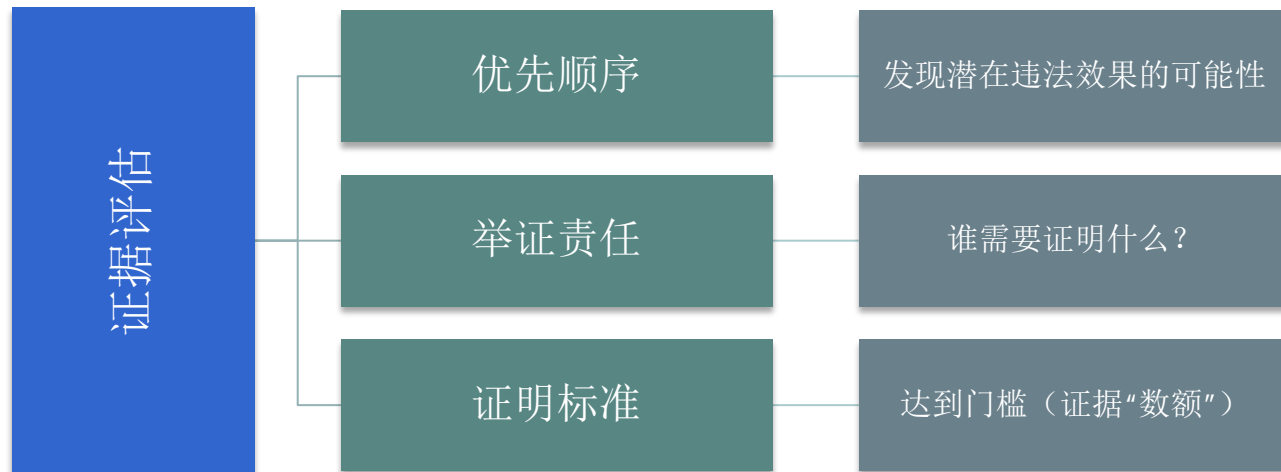 证据评估
优先顺序
发现潜在违法效果的可能性
举证责任
谁需要证明什么？
证明标准
达到门槛（证据“数额”）